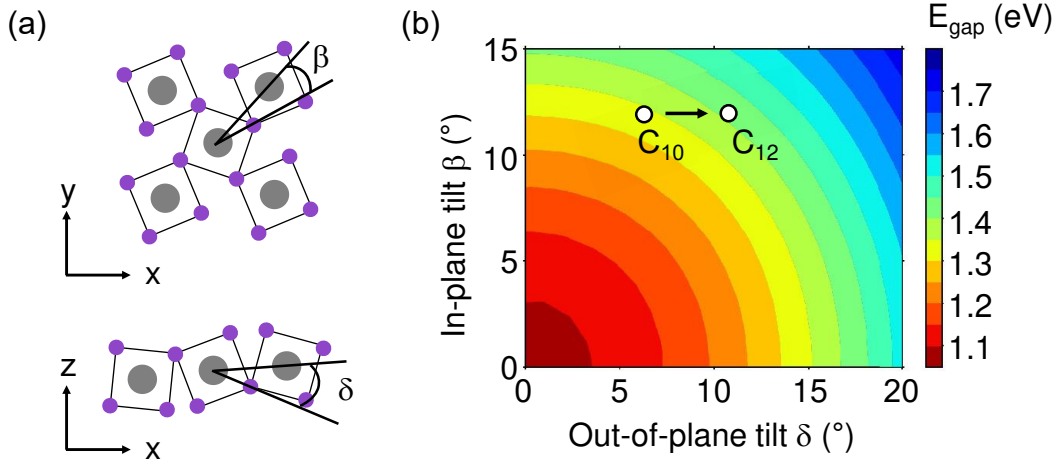 (a)
β
y
x
z
δ
x
(b)
E_gap (eV)
15
10
5
0
In-plane tilt β (°)
C₁₀
C₁₂
0
5
10
15
20
Out-of-plane tilt δ (°)
1.7
1.6
1.5
1.4
1.3
1.2
1.1